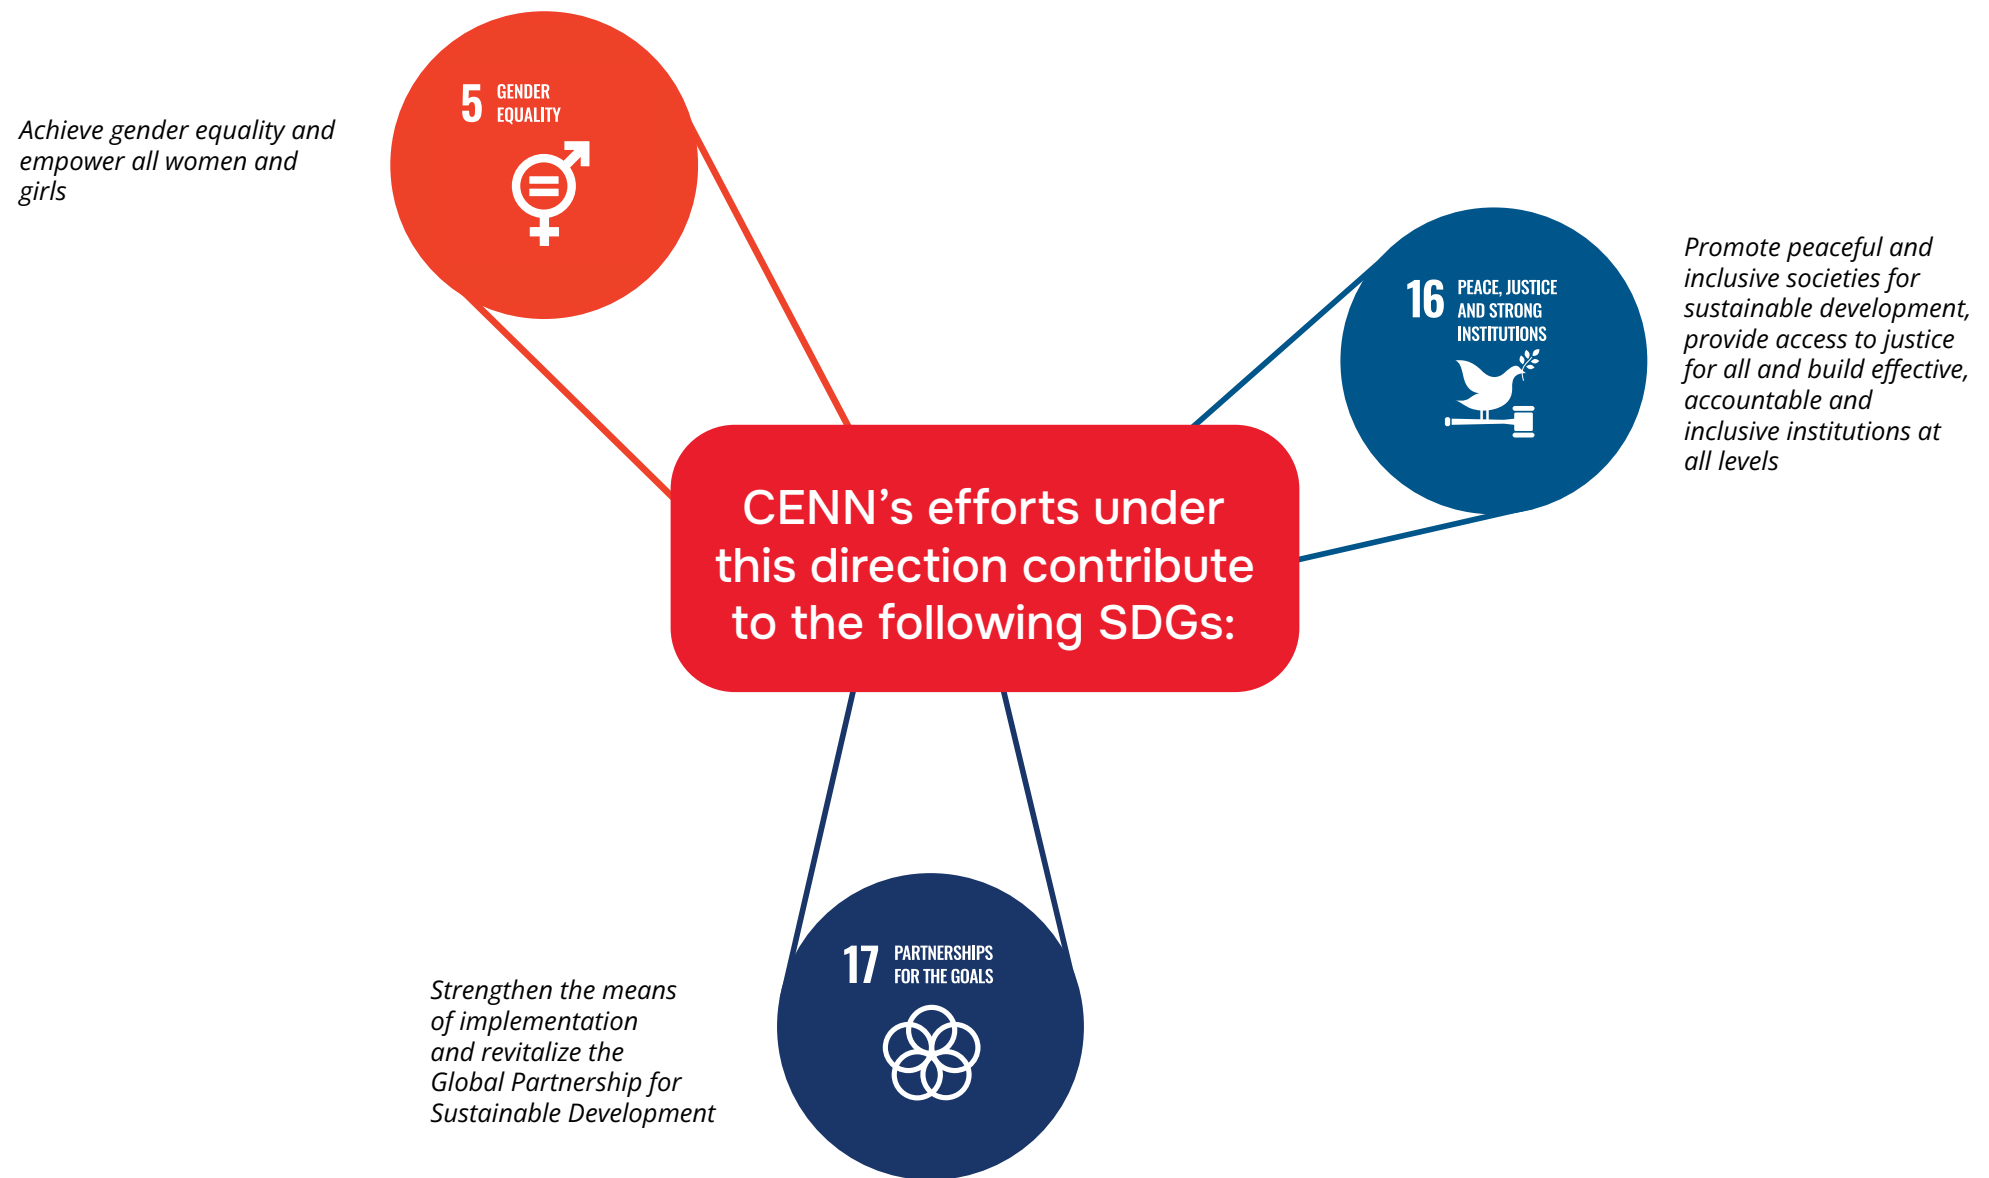 5 GENDER
EQUALITY
Achieve gender equality and
empower all women and
girls
16 PEACE, JUSTICE
AND STRONG
INSTITUTIONS
Promote peaceful and
inclusive societies for
sustainable development,
provide access to justice
for all and build effective,
accountable and
inclusive institutions at
all levels
CENN’s efforts under
this direction contribute
to the following SDGs:
17 PARTNERSHIPS
FOR THE GOALS
Strengthen the means
of implementation
and revitalize the
Global Partnership for
Sustainable Development